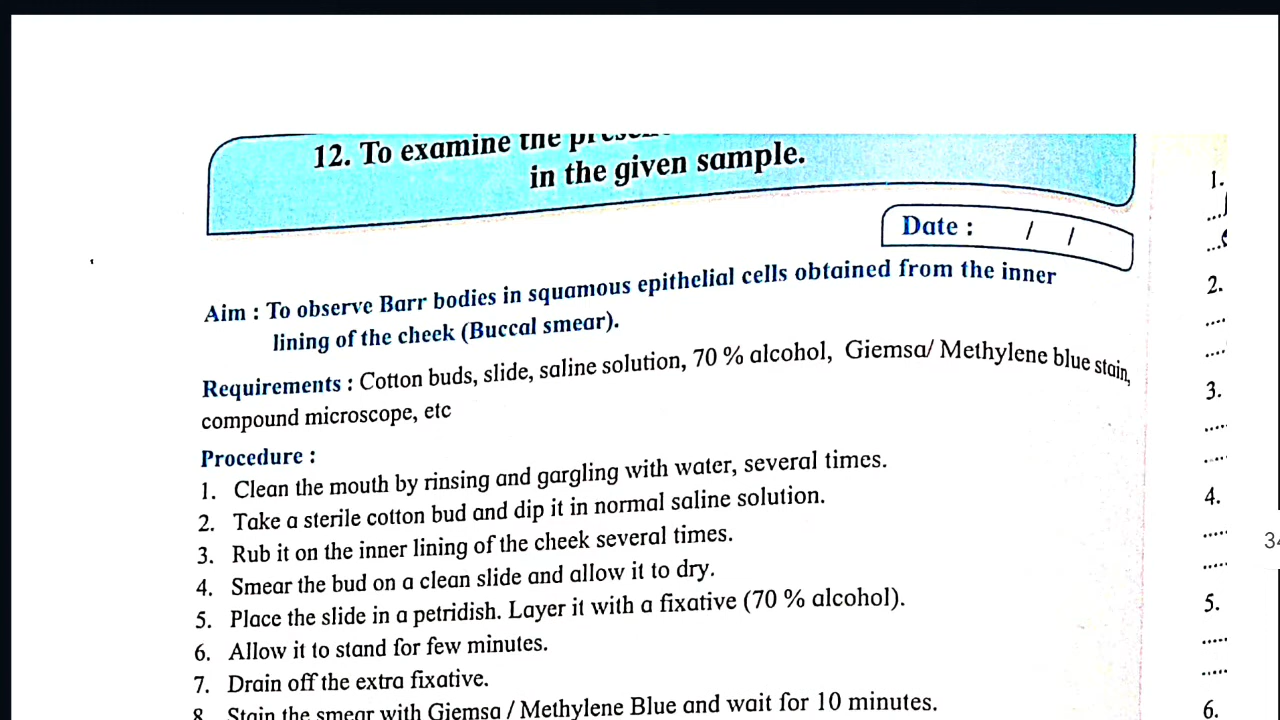 12. To examine the
in the given sample.
Date : / /
Aim : To observe Barr bodies in squamous epithelial cells obtained from the inner
lining of the cheek (Buccal smear).
Requirements : Cotton buds, slide, saline solution, 70 % alcohol, Giemsa/ Methylene blue stain,
compound microscope, etc
Procedure :
1. Clean the mouth by rinsing and gargling with water, several times.
2. Take a sterile cotton bud and dip it in normal saline solution.
3. Rub it on the inner lining of the cheek several times.
4. Smear the bud on a clean slide and allow it to dry.
5. Place the slide in a petridish. Layer it with a fixative (70 % alcohol).
6. Allow it to stand for few minutes.
7. Drain off the extra fixative.
8. Stain the smear with Giemsa / Methylene Blue and wait for 10 minutes.
1.
2.
3.
4.
5.
6.
34